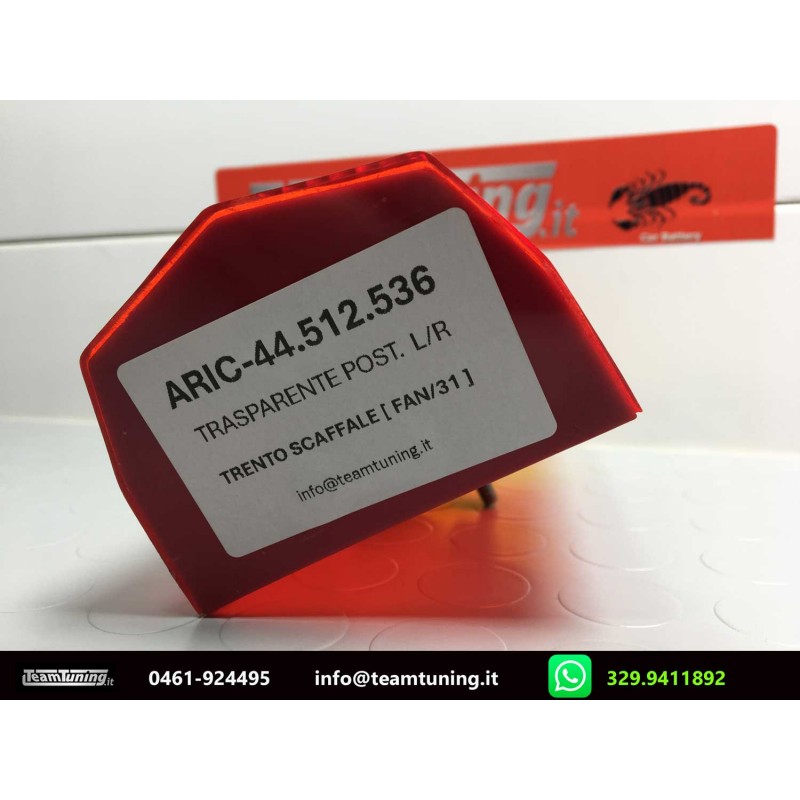 ning.it
Car Battery
ARIC-44.512.536
TRASPARENTE POST. L/R
TRENTO SCAFFALE [ FAN/31 ]
info@teamtuning.it
TeamTuning.it
0461-924495
info@teamtuning.it
329.9411892